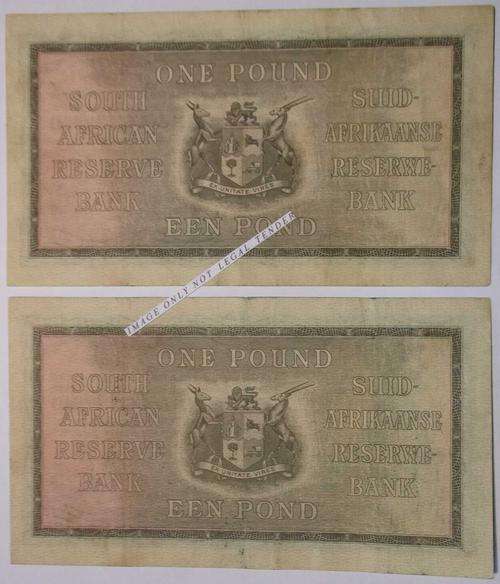 ONE POUND
SOUTH
AFRICAN
RESERVE
BANK
SUID-
AFRIKAANSE
RESERWE-
BANK
EX UNITATE VIRES
EEN POND
IMAGE ONLY NOT LEGAL TENDER
ONE POUND
SOUTH
AFRICAN
RESERVE
BANK
SUID-
AFRIKAANSE
RESERWE-
BANK
EX UNITATE VIRES
EEN POND